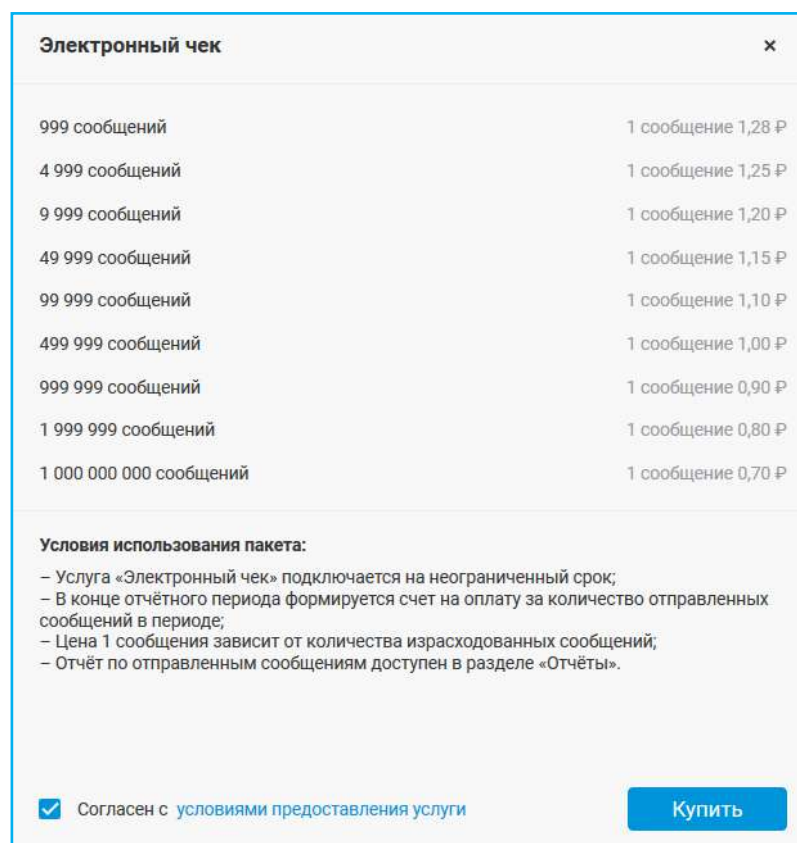 Электронный чек ×
999 сообщений 1 сообщение 1,28 ₽
4 999 сообщений 1 сообщение 1,25 ₽
9 999 сообщений 1 сообщение 1,20 ₽
49 999 сообщений 1 сообщение 1,15 ₽
99 999 сообщений 1 сообщение 1,10 ₽
499 999 сообщений 1 сообщение 1,00 ₽
999 999 сообщений 1 сообщение 0,90 ₽
1 999 999 сообщений 1 сообщение 0,80 ₽
1 000 000 000 сообщений 1 сообщение 0,70 ₽
Условия использования пакета:
– Услуга «Электронный чек» подключается на неограниченный срок;
– В конце отчётного периода формируется счет на оплату за количество отправленных
сообщений в периоде;
– Цена 1 сообщения зависит от количества израсходованных сообщений;
– Отчёт по отправленным сообщениям доступен в разделе «Отчёты».
Согласен с условиями предоставления услуги Купить